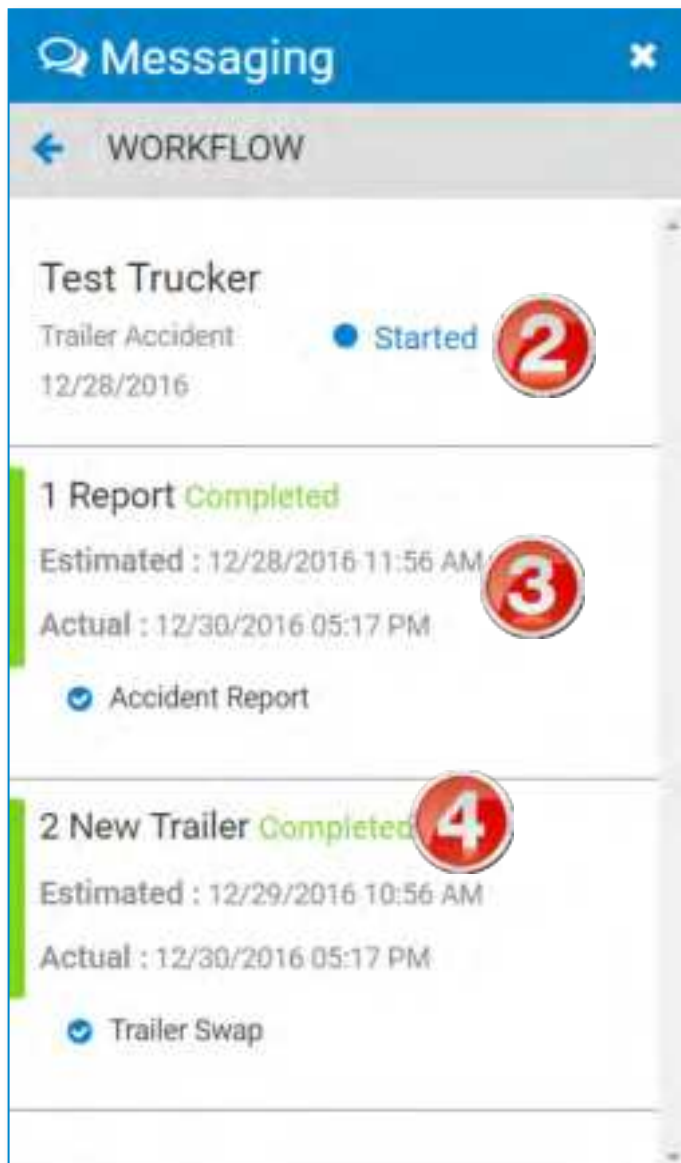 Messaging
WORKFLOW
Test Trucker
Trailer Accident
Started
2
12/28/2016
1 Report Completed
Estimated : 12/28/2016 11:56 AM
3
Actual : 12/30/2016 05:17 PM
Accident Report
2 New Trailer Completed
4
Estimated : 12/29/2016 10:56 AM
Actual : 12/30/2016 05:17 PM
Trailer Swap